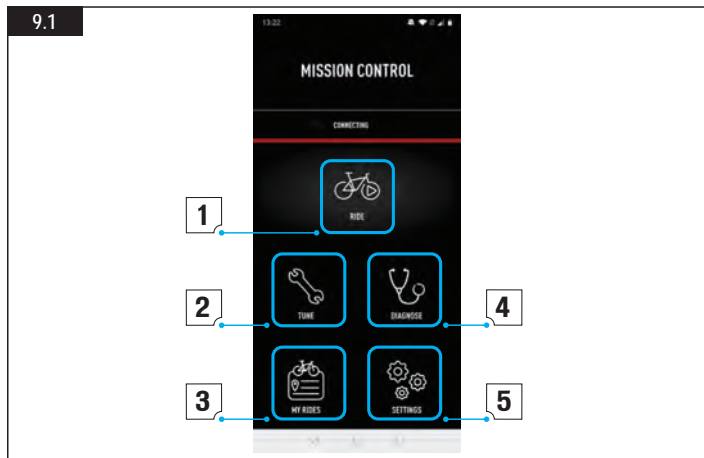 9.1
13:22
MISSION CONTROL
CONNECTING
RIDE
1
TUNE
DIAGNOSE
2
4
MY RIDES
SETTINGS
3
5